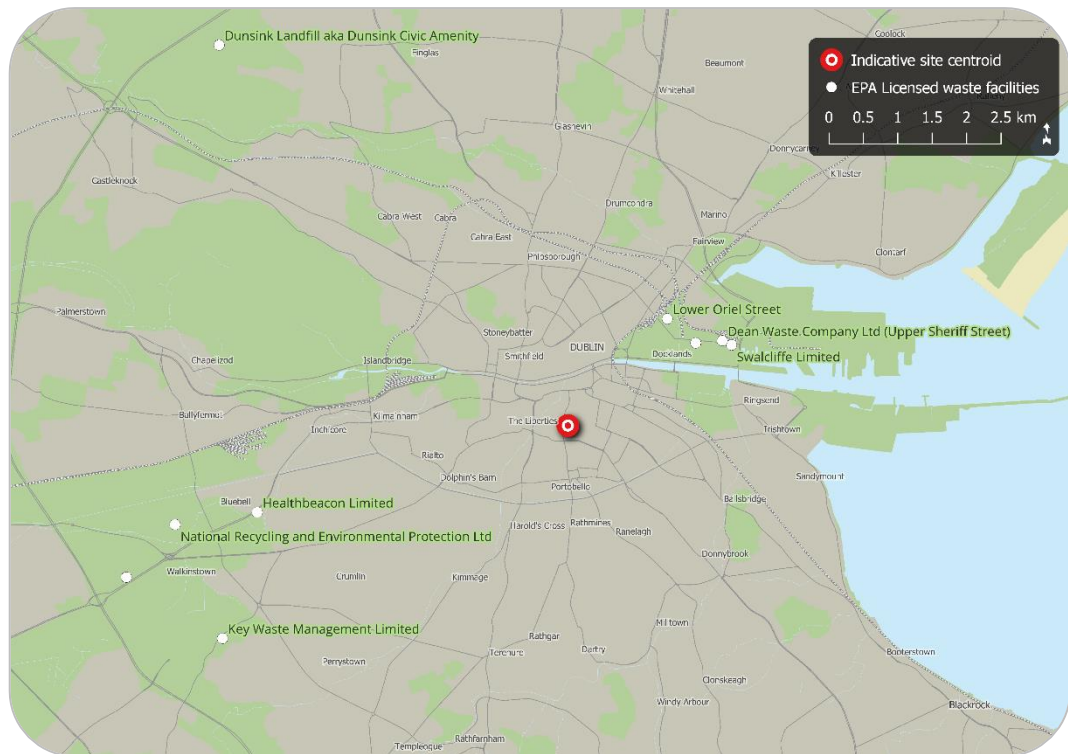 Dunsink Landfill aka Dunsink Civic Amenity
Finglas
Coolock
Beaumont
Whitehall
Indicative site centroid
EPA Licensed waste facilities
0 0.5 1 1.5 2 2.5 km
Glasnevin
Donnycarney
Killester
Castleknock
Cabra West
Cabra
Drumcondra
Marino
Cabra East
Fairview
Clontarf
Phibsborough
Palmerstown
Lower Oriel Street
Stoneybatter
Dean Waste Company Ltd (Upper Sheriff Street)
DUBLIN
Smithfield
Docklands
Swalcliffe Limited
Chapelizod
Islandbridge
Ringsend
Ballyfermot
Kilmainham
The Liberties
Irishtown
Inchicore
Rialto
Dolphin's Barn
Sandymount
Portobello
Bluebell
Healthbeacon Limited
Ballsbridge
Harold's Cross
Rathmines
Ranelagh
National Recycling and Environmental Protection Ltd
Donnybrook
Walkinstown
Crumlin
Kimmage
Key Waste Management Limited
Milltown
Rathgar
Terenure
Dartry
Perrystown
Booterstown
Clonskeagh
Windy Arbour
Blackrock
Templeogue
Rathfarnham